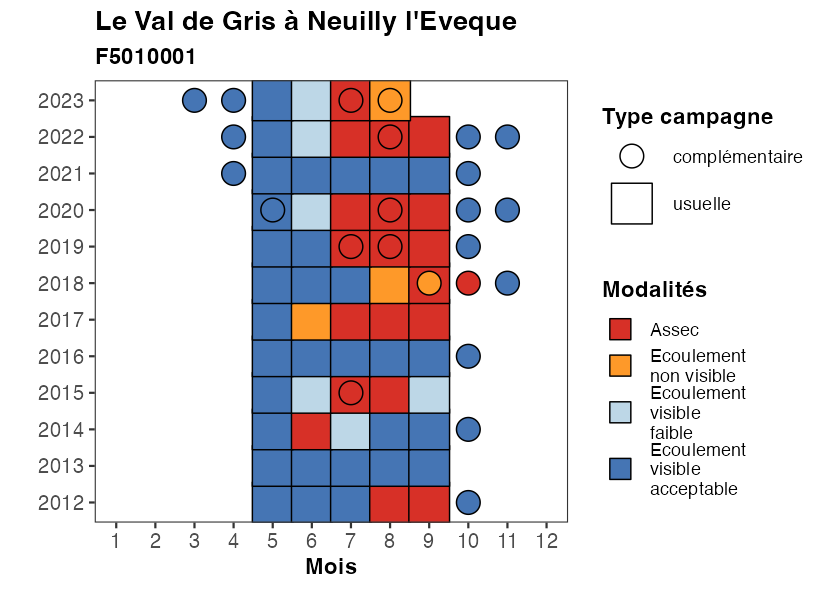 Le Val de Gris à Neuilly l'Eveque
F5010001
2023
2022
2021
2020
2019
2018
2017
2016
2015
2014
2013
2012
1 2 3 4 5 6 7 8 9 10 11 12
Mois
Type campagne
complémentaire
usuelle
Modalités
Assec
Ecoulement
non visible
Ecoulement
visible
faible
Ecoulement
visible
acceptable